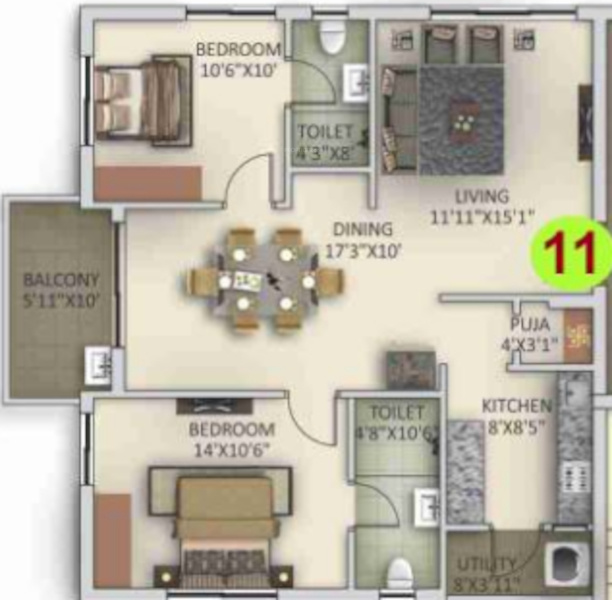 BEDROOM
10'6"X10'
TOILET
4'3"X8'
LIVING
11'11"X15'1"
DINING
17'3"X10'
11
BALCONY
5'11"X10'
PUJA
4'X3'1"
KITCHEN
8'X8'5"
TOILET
4'8"X10'6"
BEDROOM
14'X10'6"
UTILITY
8'X3'11"